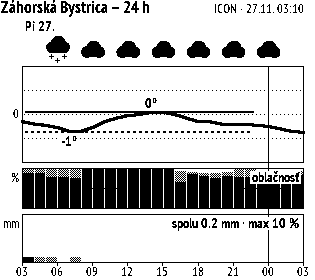 Záhorská Bystrica – 24 h
ICON · 27.11. 03:10
Pi 27.
0°
0
-1°
%
oblačnosť
mm
spolu 0.2 mm · max 10 %
03 06 09 12 15 18 21 00 03